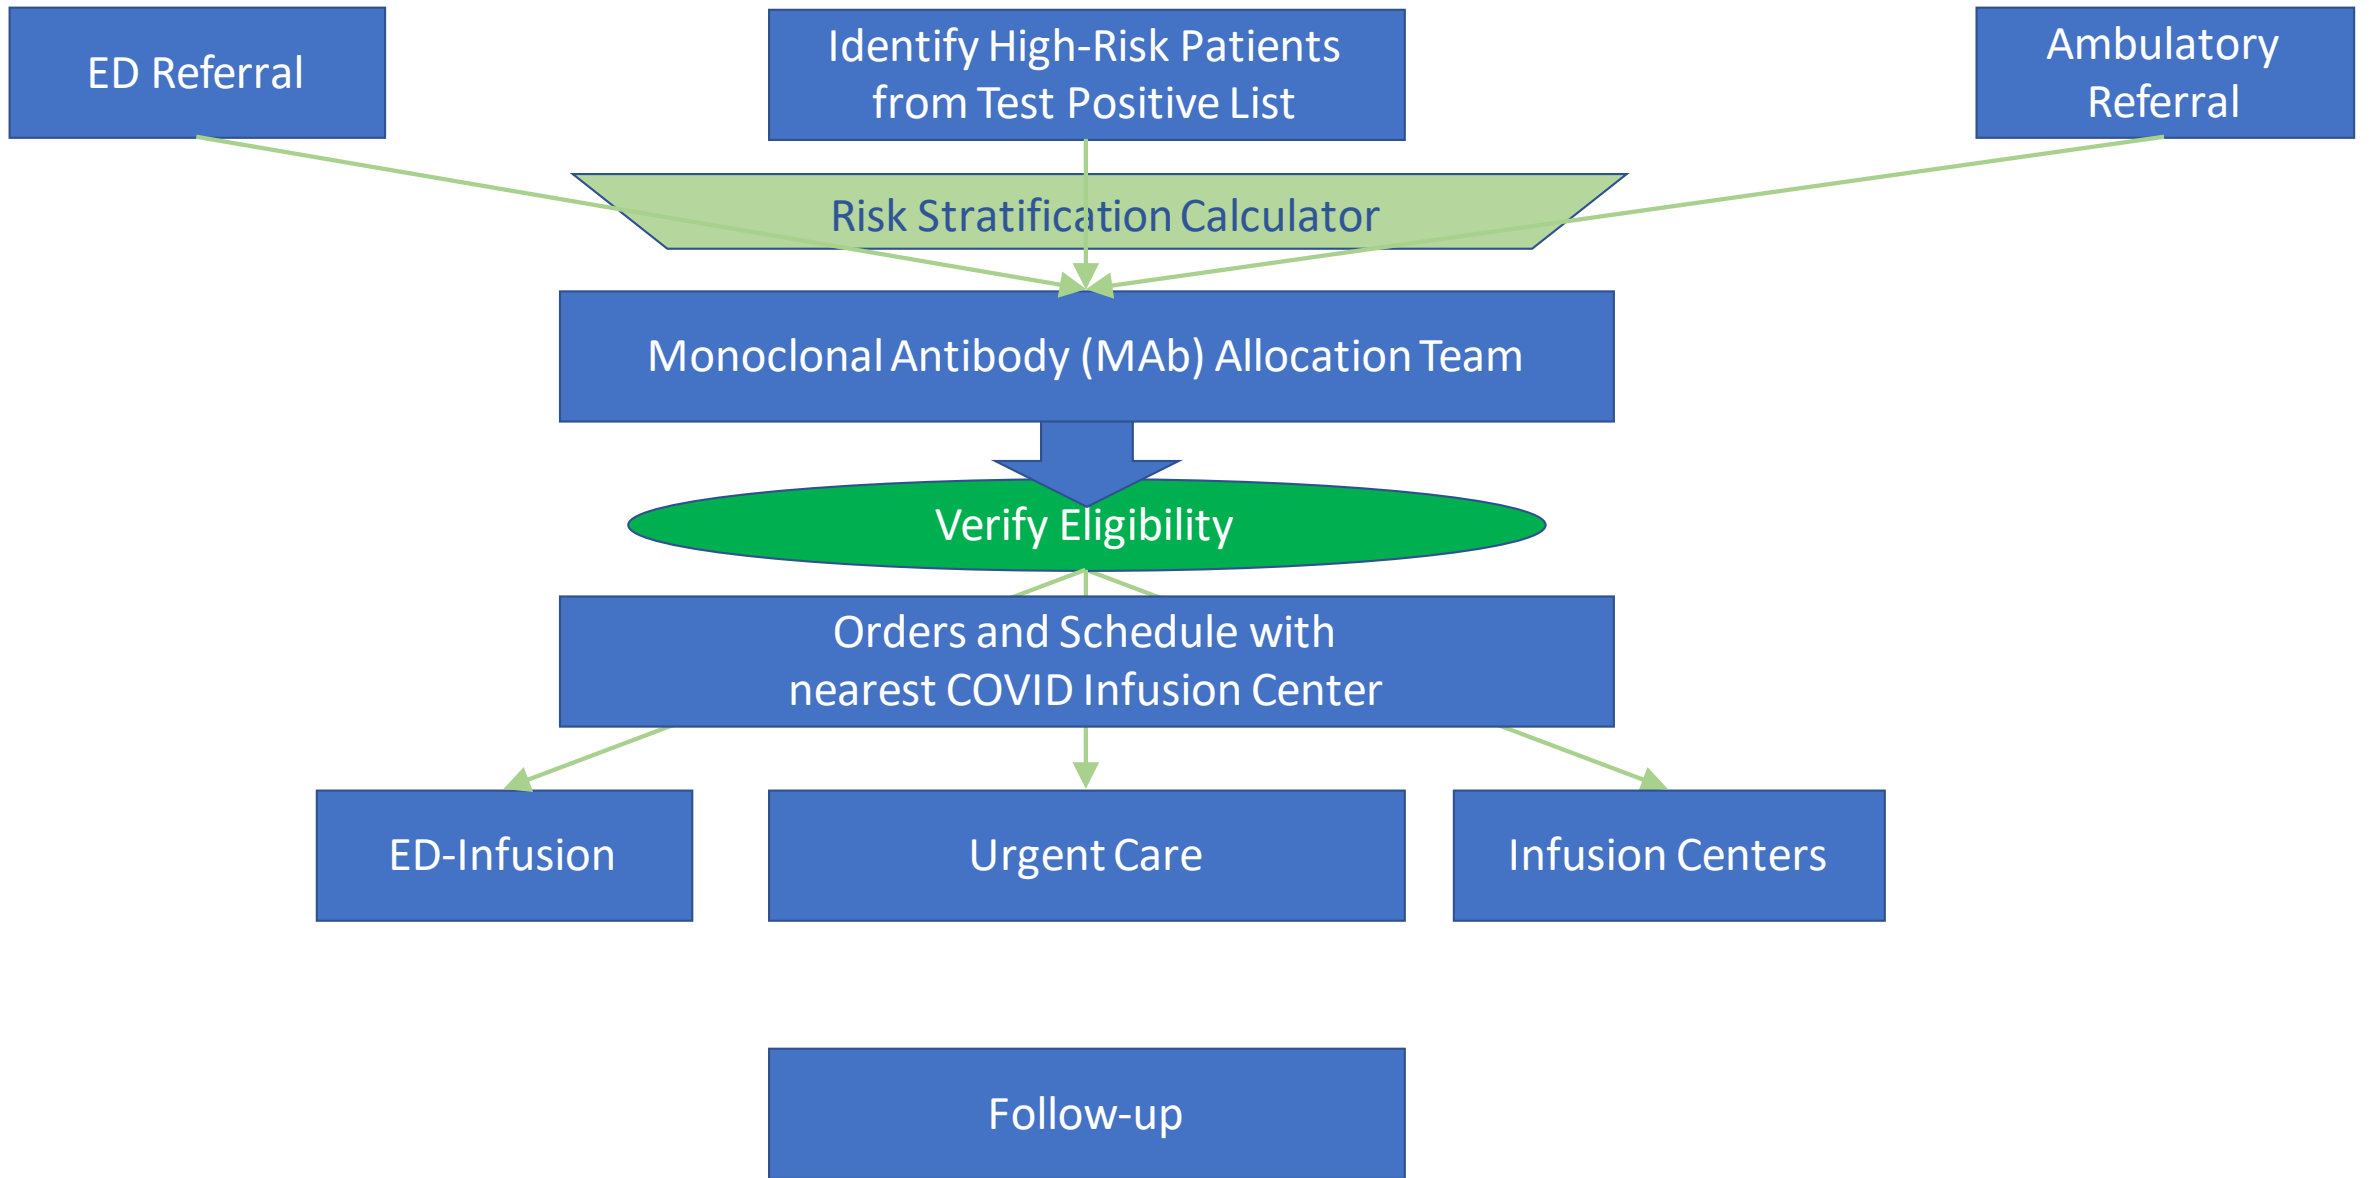 ED Referral
Identify High-Risk Patients
from Test Positive List
Ambulatory
Referral
Risk Stratification Calculator
Monoclonal Antibody (MAb) Allocation Team
Verify Eligibility
Orders and Schedule with
nearest COVID Infusion Center
ED-Infusion
Urgent Care
Infusion Centers
Follow-up